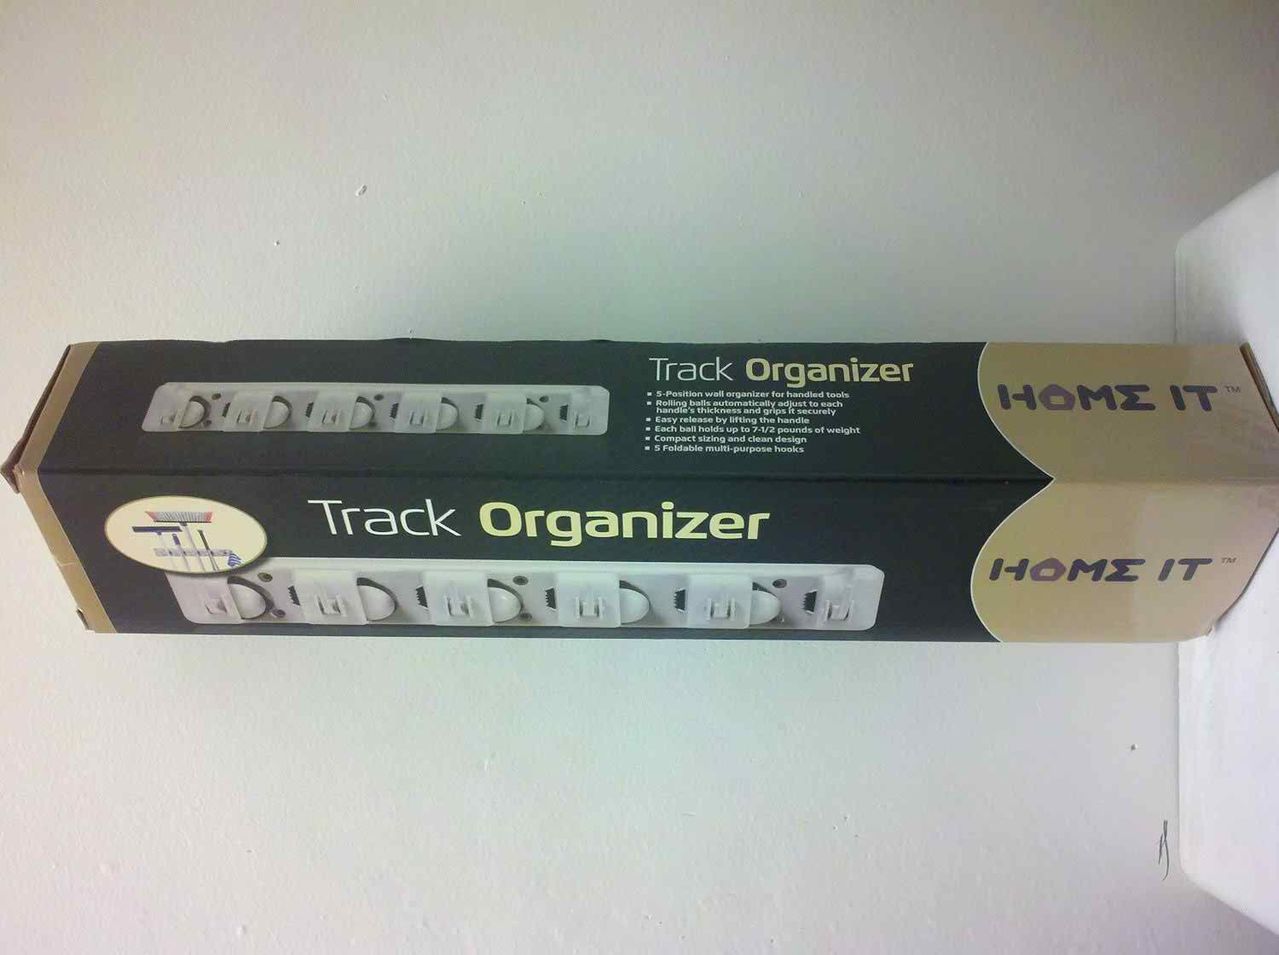 Track Organizer
▪ 5-Position wall organizer for handled tools
▪ Rolling balls automatically adjust to each
handle's thickness and grips it securely
▪ Easy release by lifting the handle
▪ Each ball holds up to 7-1/2 pounds of weight
▪ Compact sizing and clean design
▪ 5 Foldable multi-purpose hooks
HOMΣ IT™
Track Organizer
HOMΣ IT™